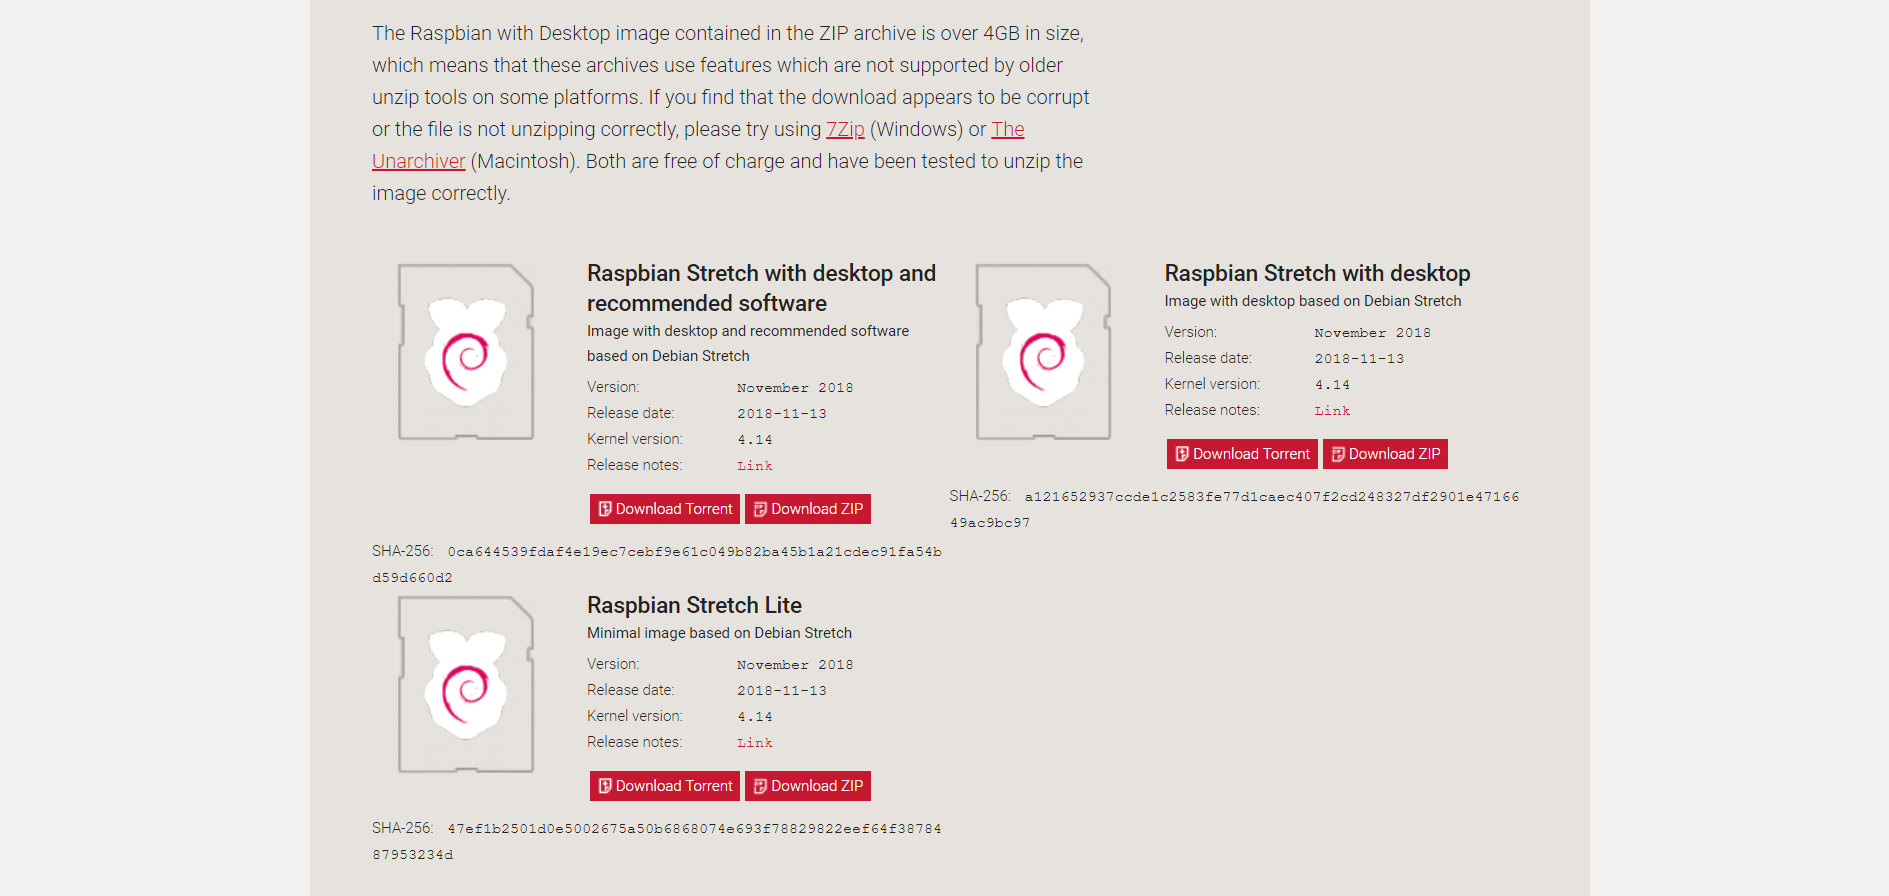 The Raspbian with Desktop image contained in the ZIP archive is over 4GB in size,
which means that these archives use features which are not supported by older
unzip tools on some platforms. If you find that the download appears to be corrupt
or the file is not unzipping correctly, please try using 7Zip (Windows) or The
Unarchiver (Macintosh). Both are free of charge and have been tested to unzip the
image correctly.
Raspbian Stretch with desktop and
recommended software
Image with desktop and recommended software
based on Debian Stretch
Version: November 2018
Release date: 2018-11-13
Kernel version: 4.14
Release notes: Link
Download Torrent Download ZIP
SHA-256: 0ca644539fdaf4e19ec7cebf9e61c049b82ba45b1a21cdec91fa54b
d59d660d2
Raspbian Stretch with desktop
Image with desktop based on Debian Stretch
Version: November 2018
Release date: 2018-11-13
Kernel version: 4.14
Release notes: Link
Download Torrent Download ZIP
SHA-256: a121652937ccde1c2583fe77d1caec407f2cd248327df2901e47166
49ac9bc97
Raspbian Stretch Lite
Minimal image based on Debian Stretch
Version: November 2018
Release date: 2018-11-13
Kernel version: 4.14
Release notes: Link
Download Torrent Download ZIP
SHA-256: 47ef1b2501d0e5002675a50b6868074e693f78829822eef64f38784
87953234d